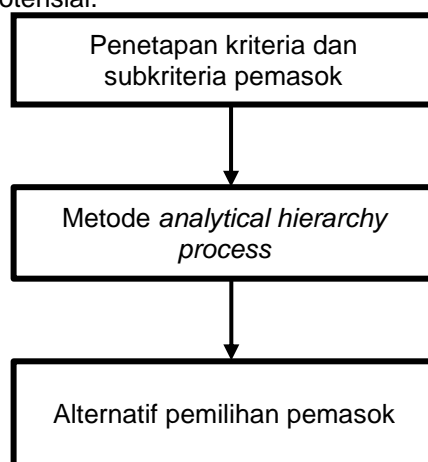 Penetapan kriteria dan
subkriteria pemasok
Metode analytical hierarchy
process
Alternatif pemilihan pemasok